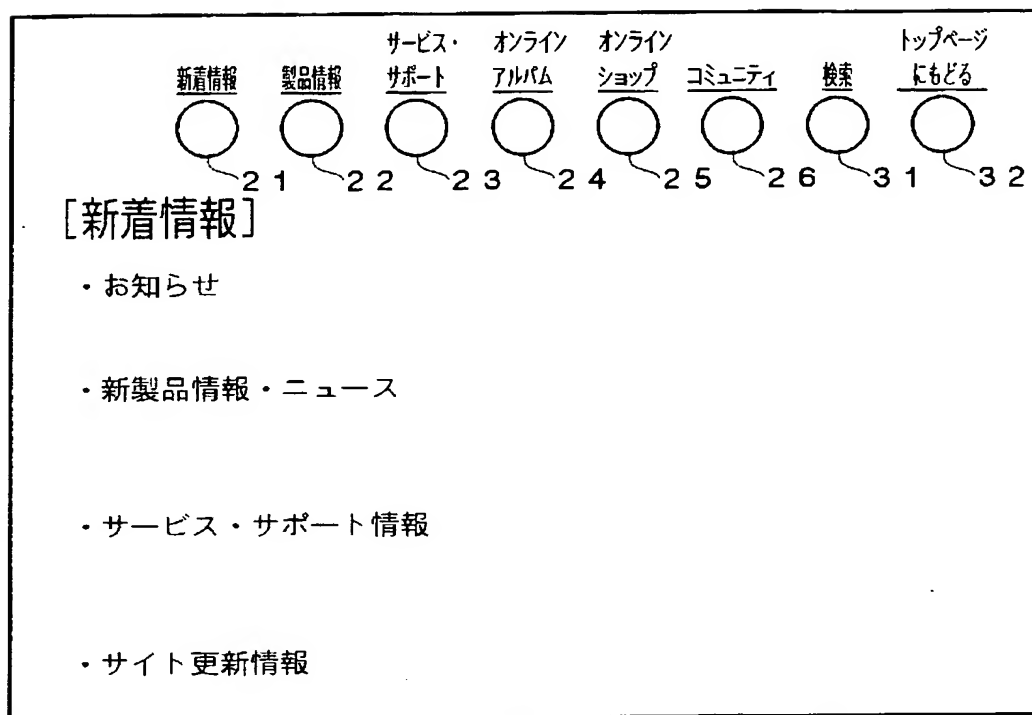 サービス・ オンライン オンライン トップページ
新着情報 製品情報 サポート アルバム ショップ コミュニティ 検索 にもどる
21 22 23 24 25 26 31 32
[新着情報]
・お知らせ
・新製品情報・ニュース
・サービス・サポート情報
・サイト更新情報